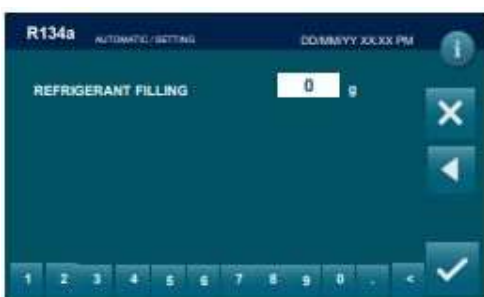 R134a AUTOMATIC / SETTING DD/MM/YY XX:XX PM
i
REFRIGERANT FILLING 0 g
1 2 3 4 5 6 7 8 9 0 . <